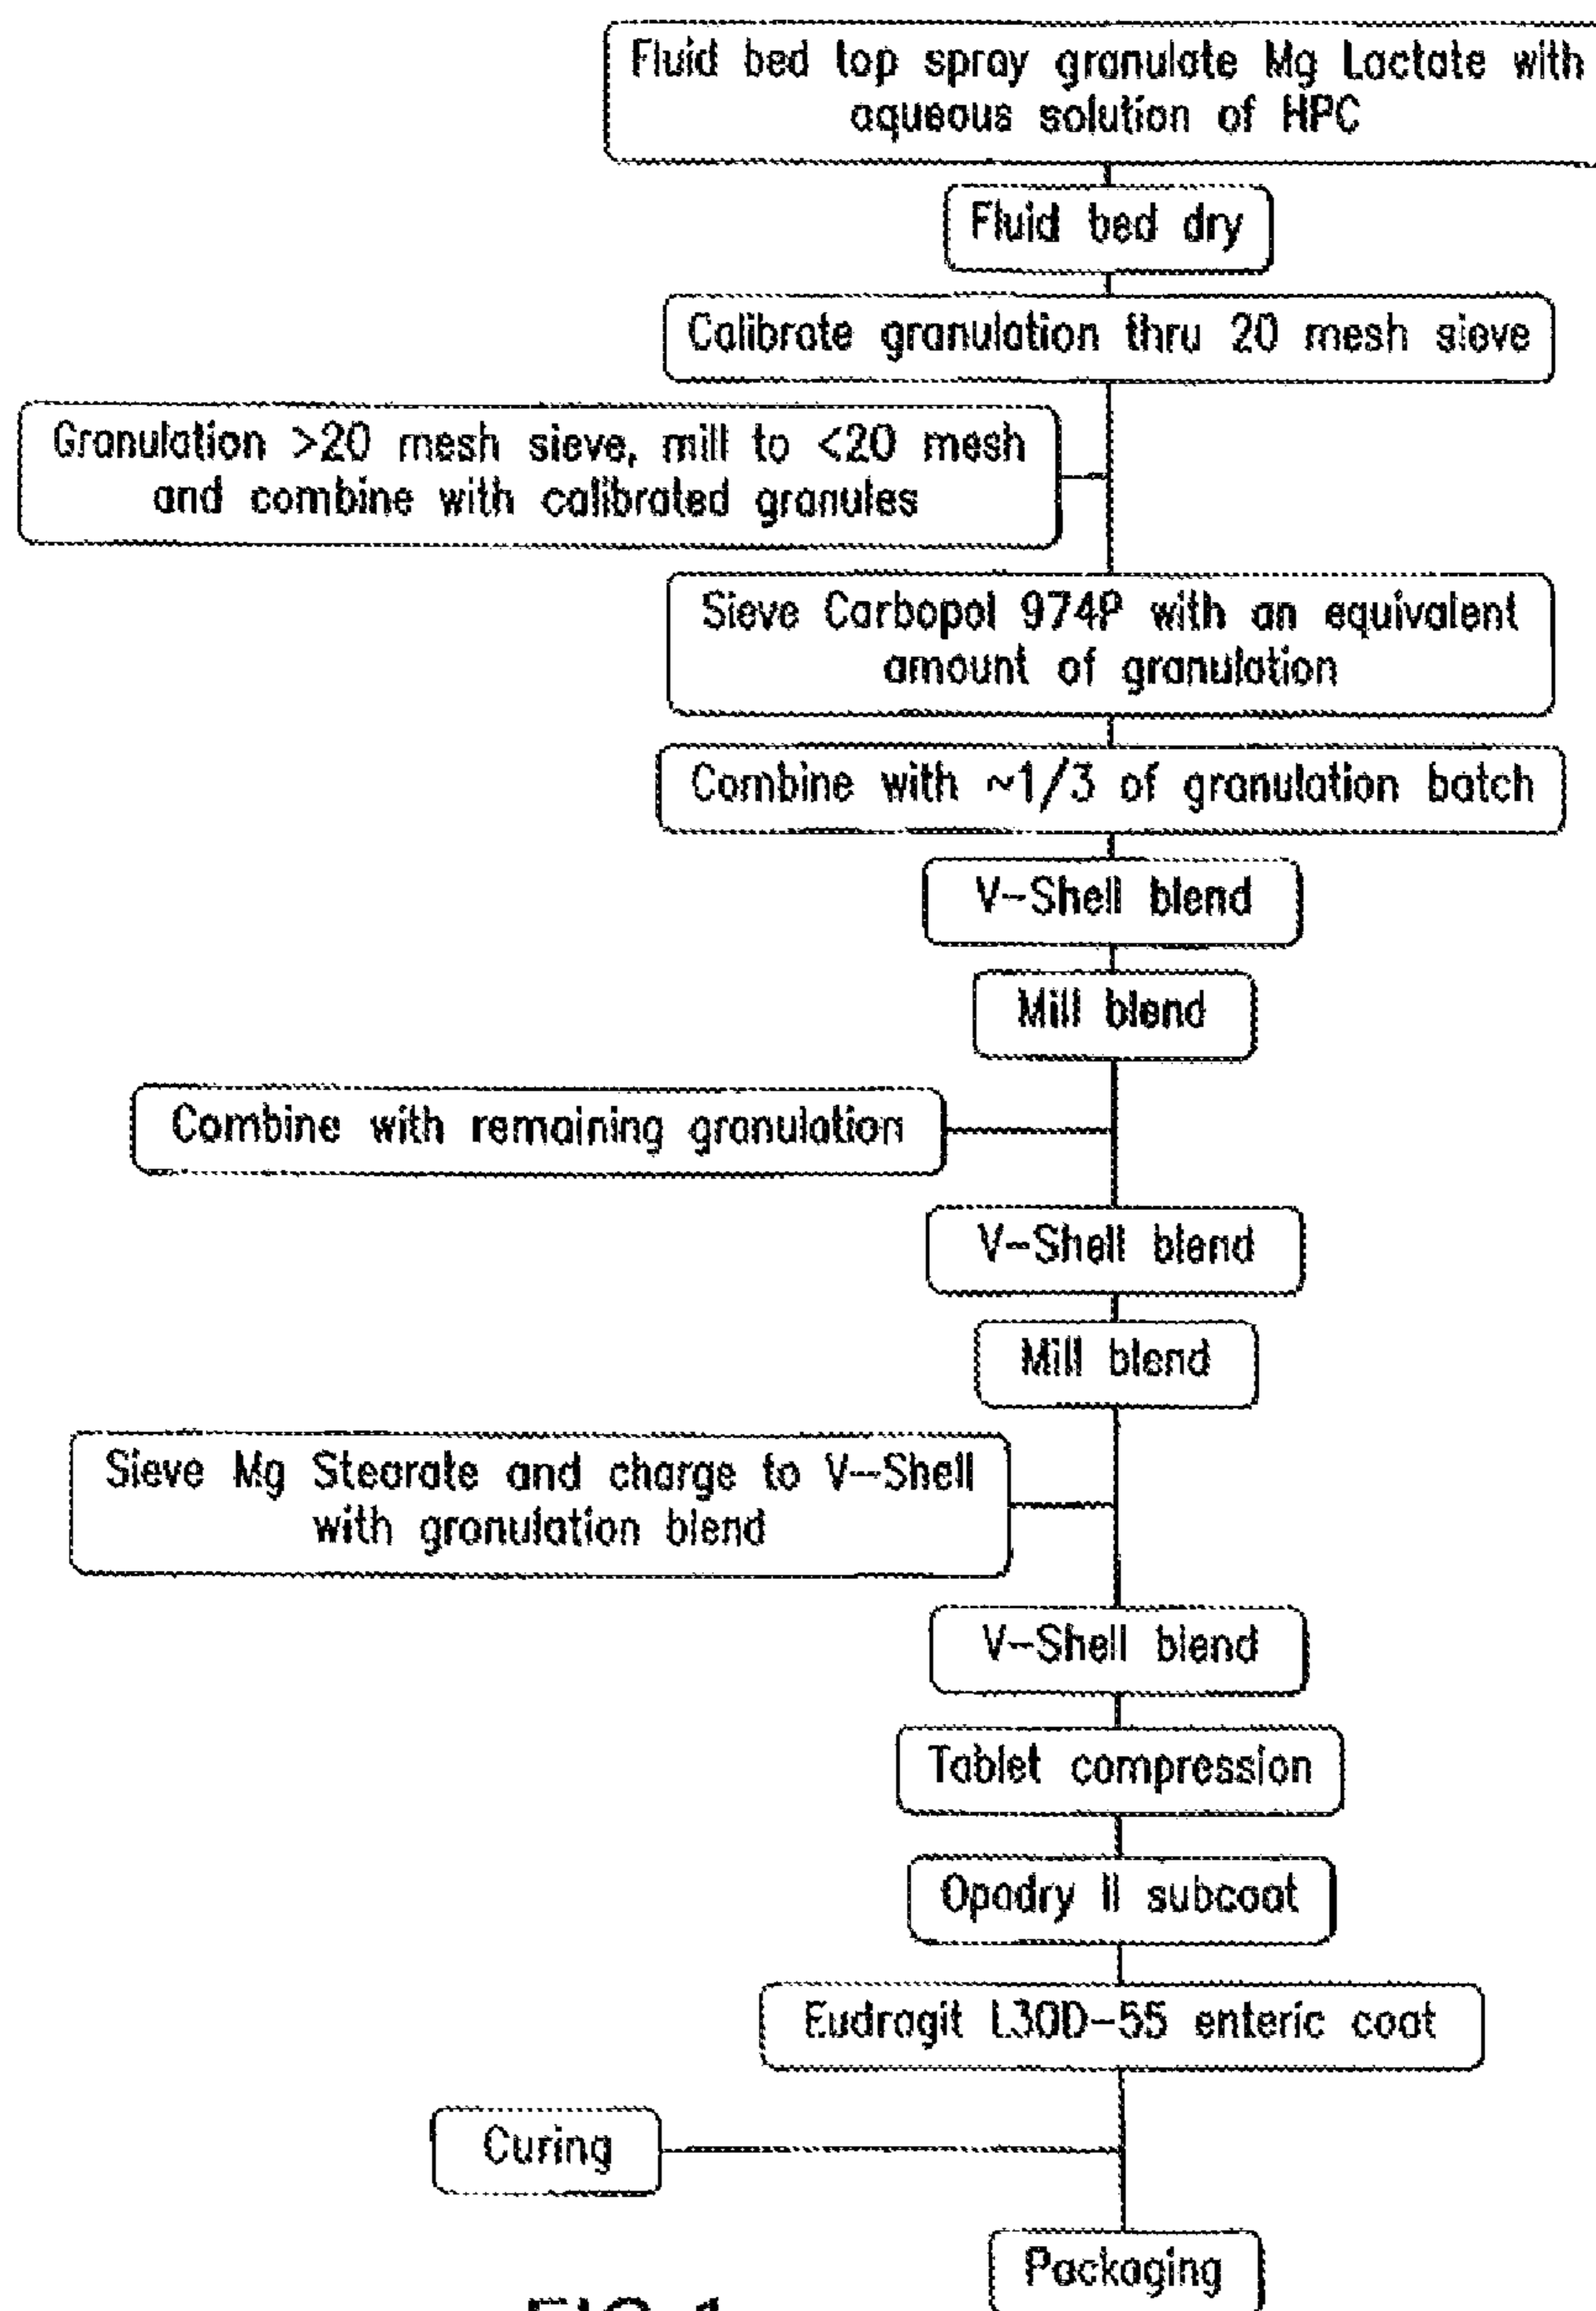 Fluid bed top spray granulate Mg Lactate with
aqueous solution of HPC
Fluid bed dry
Calibrate granulation thru 20 mesh sieve
Granulation >20 mesh sieve, mill to <20 mesh
and combine with calibrated granules
Sieve Carbopol 974P with an equivalent
amount of granulation
Combine with ~1/3 of granulation batch
V-Shell blend
Mill blend
Combine with remaining granulation
V-Shell blend
Mill blend
Sieve Mg Stearate and charge to V-Shell
with granulation blend
V-Shell blend
Tablet compression
Opadry II subcoat
Eudragit L30D-55 enteric coat
Curing
Packaging
FIG. 1